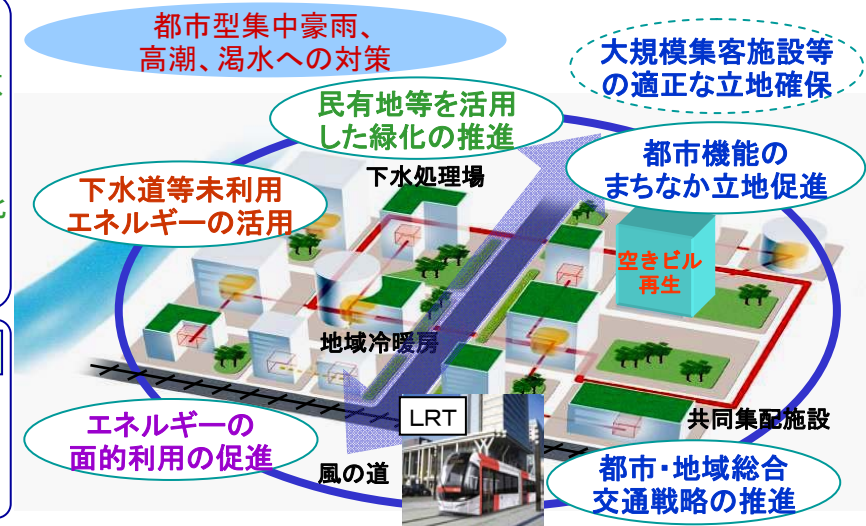 都市型集中豪雨、
高潮、渇水への対策
大規模集客施設等
の適正な立地確保
民有地等を活用
した緑化の推進
都市機能の
まちなか立地促進
下水処理場
下水道等未利用
エネルギーの活用
空きビル
再生
地域冷暖房
エネルギーの
面的利用の促進
LRT
共同集配施設
風の道
都市・地域総合
交通戦略の推進